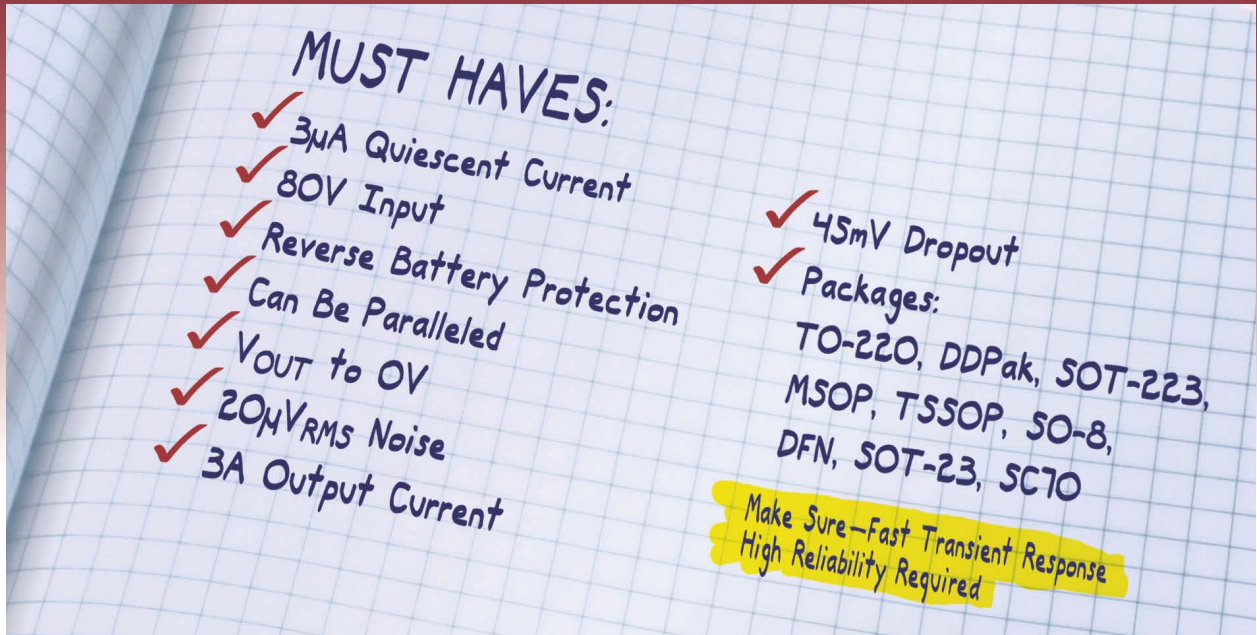 MUST HAVES:
3µA Quiescent Current
80V Input
Reverse Battery Protection
Can Be Paralleled
VOUT to 0V
20µVRMS Noise
3A Output Current
45mV Dropout
Packages:
TO-220, DDPak, SOT-223,
MSOP, TSSOP, SO-8,
DFN, SOT-23, SC70
Make Sure—Fast Transient Response
High Reliability Required